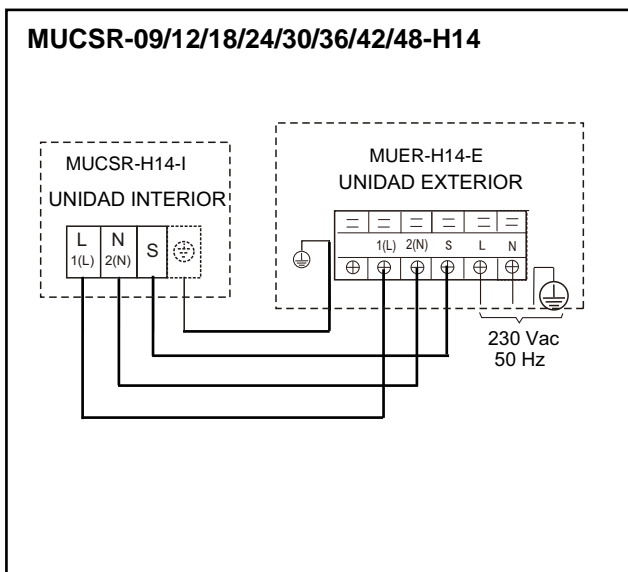 MUCSR-09/12/18/24/30/36/42/48-H14
MUCSR-H14-I
UNIDAD INTERIOR
L N S
1(L) 2(N)
MUER-H14-E
UNIDAD EXTERIOR
1(L) 2(N) S L N
230 Vac
50 Hz